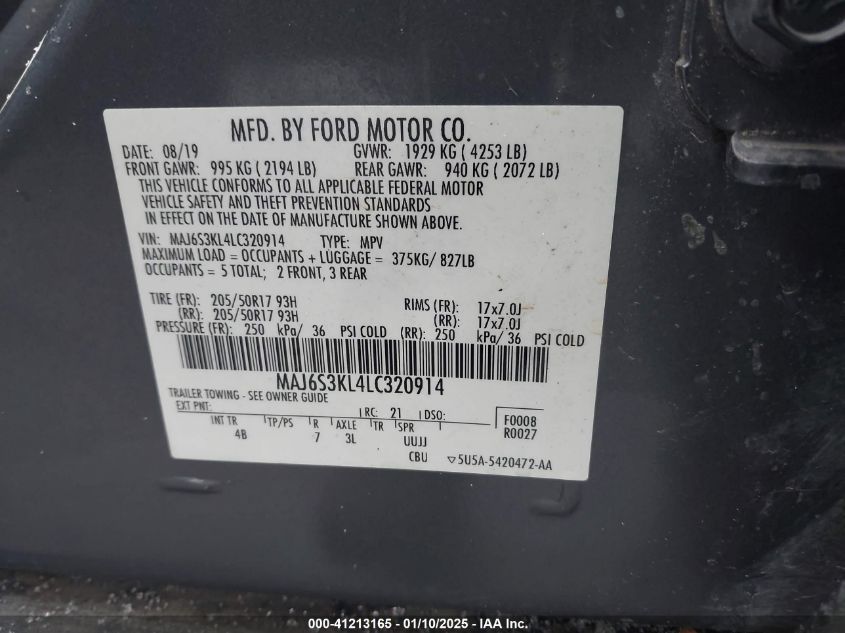 MFD. BY FORD MOTOR CO.
DATE: 08/19 GVWR: 1929 KG ( 4253 LB)
FRONT GAWR: 995 KG ( 2194 LB) REAR GAWR: 940 KG ( 2072 LB)
THIS VEHICLE CONFORMS TO ALL APPLICABLE FEDERAL MOTOR
VEHICLE SAFETY AND THEFT PREVENTION STANDARDS
IN EFFECT ON THE DATE OF MANUFACTURE SHOWN ABOVE.
VIN: MAJ6S3KL4LC320914 TYPE: MPV
MAXIMUM LOAD = OCCUPANTS + LUGGAGE = 375KG/ 827LB
OCCUPANTS = 5 TOTAL; 2 FRONT, 3 REAR
TIRE (FR): 205/50R17 93H RIMS (FR): 17x7.0J
(RR): 205/50R17 93H (RR): 17x7.0J
PRESSURE (FR): 250 kPa/ 36 PSI COLD (RR): 250 kPa/ 36 PSI COLD
MAJ6S3KL4LC320914
TRAILER TOWING - SEE OWNER GUIDE
EXT PNT: RC: 21 DSO: F0008
INT TR TP/PS R AXLE TR SPR R0027
4B 7 3L UUJJ
CBU 5U5A-5420472-AA
000-41213165 - 01/10/2025 - IAA Inc.